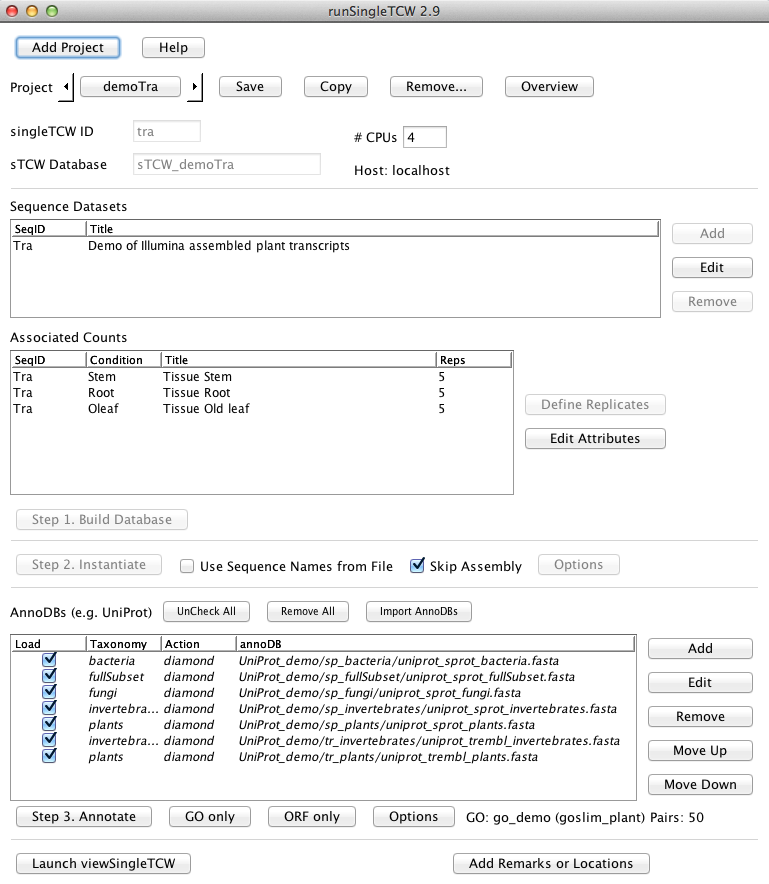 runSingleTCW 2.9
Add Project Help
Project demoTra Save Copy Remove... Overview
singleTCW ID tra # CPUs 4
sTCW Database sTCW_demoTra Host: localhost
Sequence Datasets
SeqID Title
Tra Demo of Illumina assembled plant transcripts
Add
Edit
Remove
Associated Counts
SeqID Condition Title Reps
Tra Stem Tissue Stem 5
Tra Root Tissue Root 5
Tra Oleaf Tissue Old leaf 5
Define Replicates
Edit Attributes
Step 1. Build Database
Step 2. Instantiate Use Sequence Names from File Skip Assembly Options
AnnoDBs (e.g. UniProt) UnCheck All Remove All Import AnnoDBs
Load Taxonomy Action annoDB
bacteria diamond UniProt_demo/sp_bacteria/uniprot_sprot_bacteria.fasta
fullSubset diamond UniProt_demo/sp_fullSubset/uniprot_sprot_fullSubset.fasta
fungi diamond UniProt_demo/sp_fungi/uniprot_sprot_fungi.fasta
invertebra... diamond UniProt_demo/sp_invertebrates/uniprot_sprot_invertebrates.fasta
plants diamond UniProt_demo/sp_plants/uniprot_sprot_plants.fasta
invertebra... diamond UniProt_demo/tr_invertebrates/uniprot_trembl_invertebrates.fasta
plants diamond UniProt_demo/tr_plants/uniprot_trembl_plants.fasta
Add
Edit
Remove
Move Up
Move Down
Step 3. Annotate GO only ORF only Options GO: go_demo (goslim_plant) Pairs: 50
Launch viewSingleTCW Add Remarks or Locations